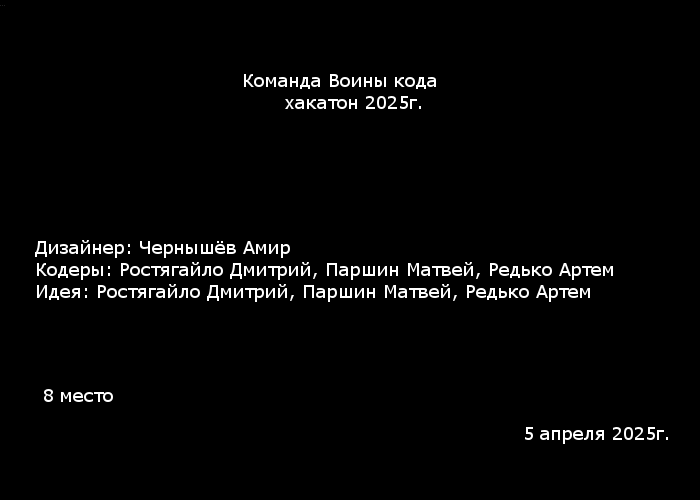 Команда Воины кода
хакатон 2025г.
Дизайнер: Чернышёв Амир
Кодеры: Ростягайло Дмитрий, Паршин Матвей, Редько Артем
Идея: Ростягайло Дмитрий, Паршин Матвей, Редько Артем
8 место
5 апреля 2025г.